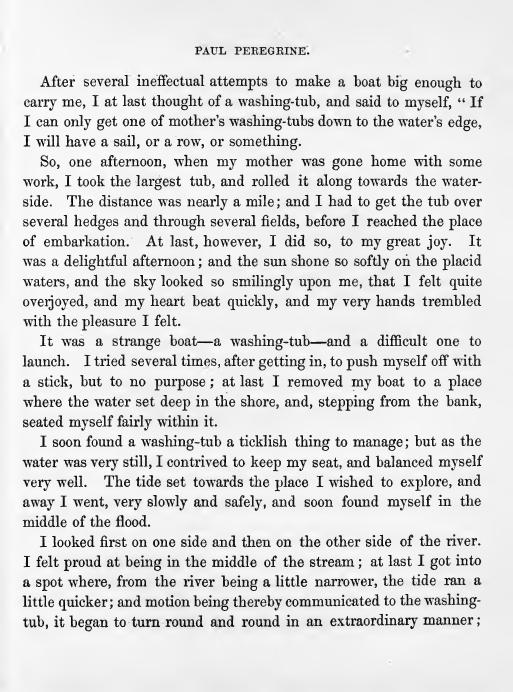 PAUL PEREGRINE.
After several ineffectual attempts to make a boat big enough to
carry me, I at last thought of a washing-tub, and said to myself, “ If
I can only get one of mother’s washing-tubs down to the water’s edge,
I will have a sail, or a row, or something.
So, one afternoon, when my mother was gone home with some
work, I took the largest tub, and rolled it along towards the water-
side. The distance was nearly a mile; and I had to get the tub over
several hedges and through several fields, before I reached the place
of embarkation. At last, however, I did so, to my great joy. It
was a delightful afternoon; and the sun shone so softly on the placid
waters, and the sky looked so smilingly upon me, that I felt quite
overjoyed, and my heart beat quickly, and my very hands trembled
with the pleasure I felt.
It was a strange boat—a washing-tub—and a difficult one to
launch. I tried several times, after getting in, to push myself off with
a stick, but to no purpose; at last I removed my boat to a place
where the water set deep in the shore, and, stepping from the bank,
seated myself fairly within it.
I soon found a washing-tub a ticklish thing to manage; but as the
water was very still, I contrived to keep my seat, and balanced myself
very well. The tide set towards the place I wished to explore, and
away I went, very slowly and safely, and soon found myself in the
middle of the flood.
I looked first on one side and then on the other side of the river.
I felt proud at being in the middle of the stream; at last I got into
a spot where, from the river being a little narrower, the tide ran a
little quicker; and motion being thereby communicated to the washing-
tub, it began to turn round and round in an extraordinary manner;